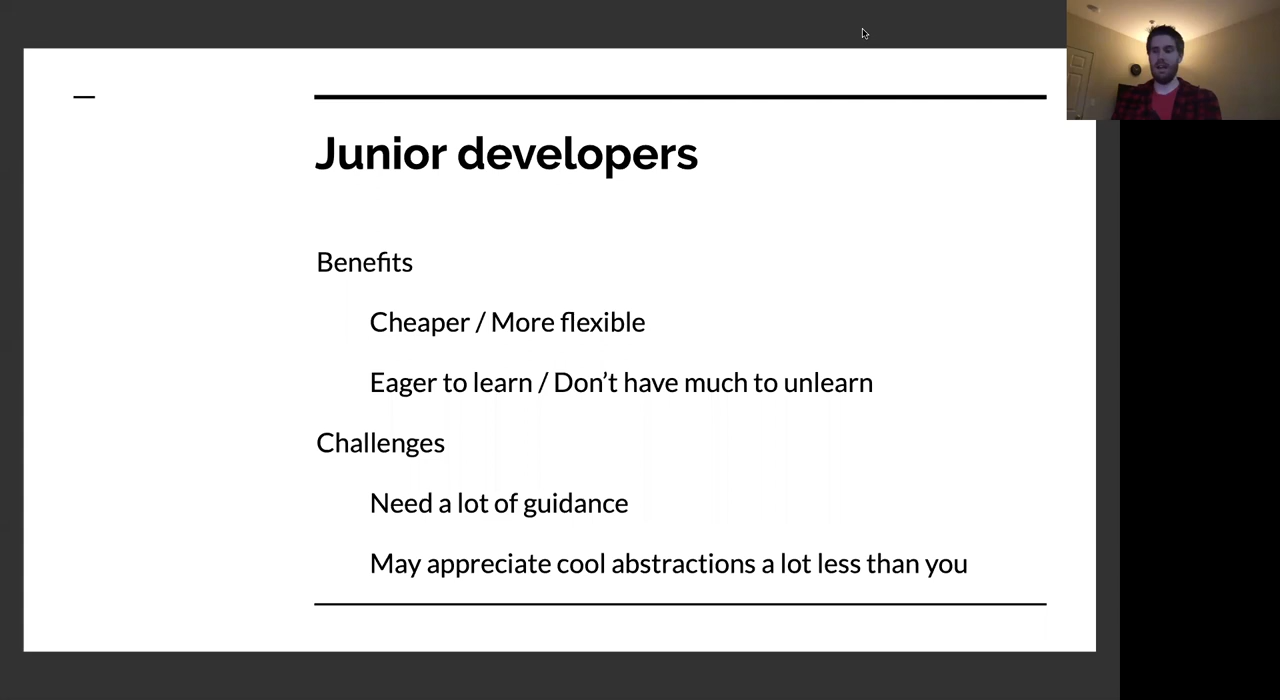 Junior developers
Benefits
Cheaper / More flexible
Eager to learn / Don’t have much to unlearn
Challenges
Need a lot of guidance
May appreciate cool abstractions a lot less than you